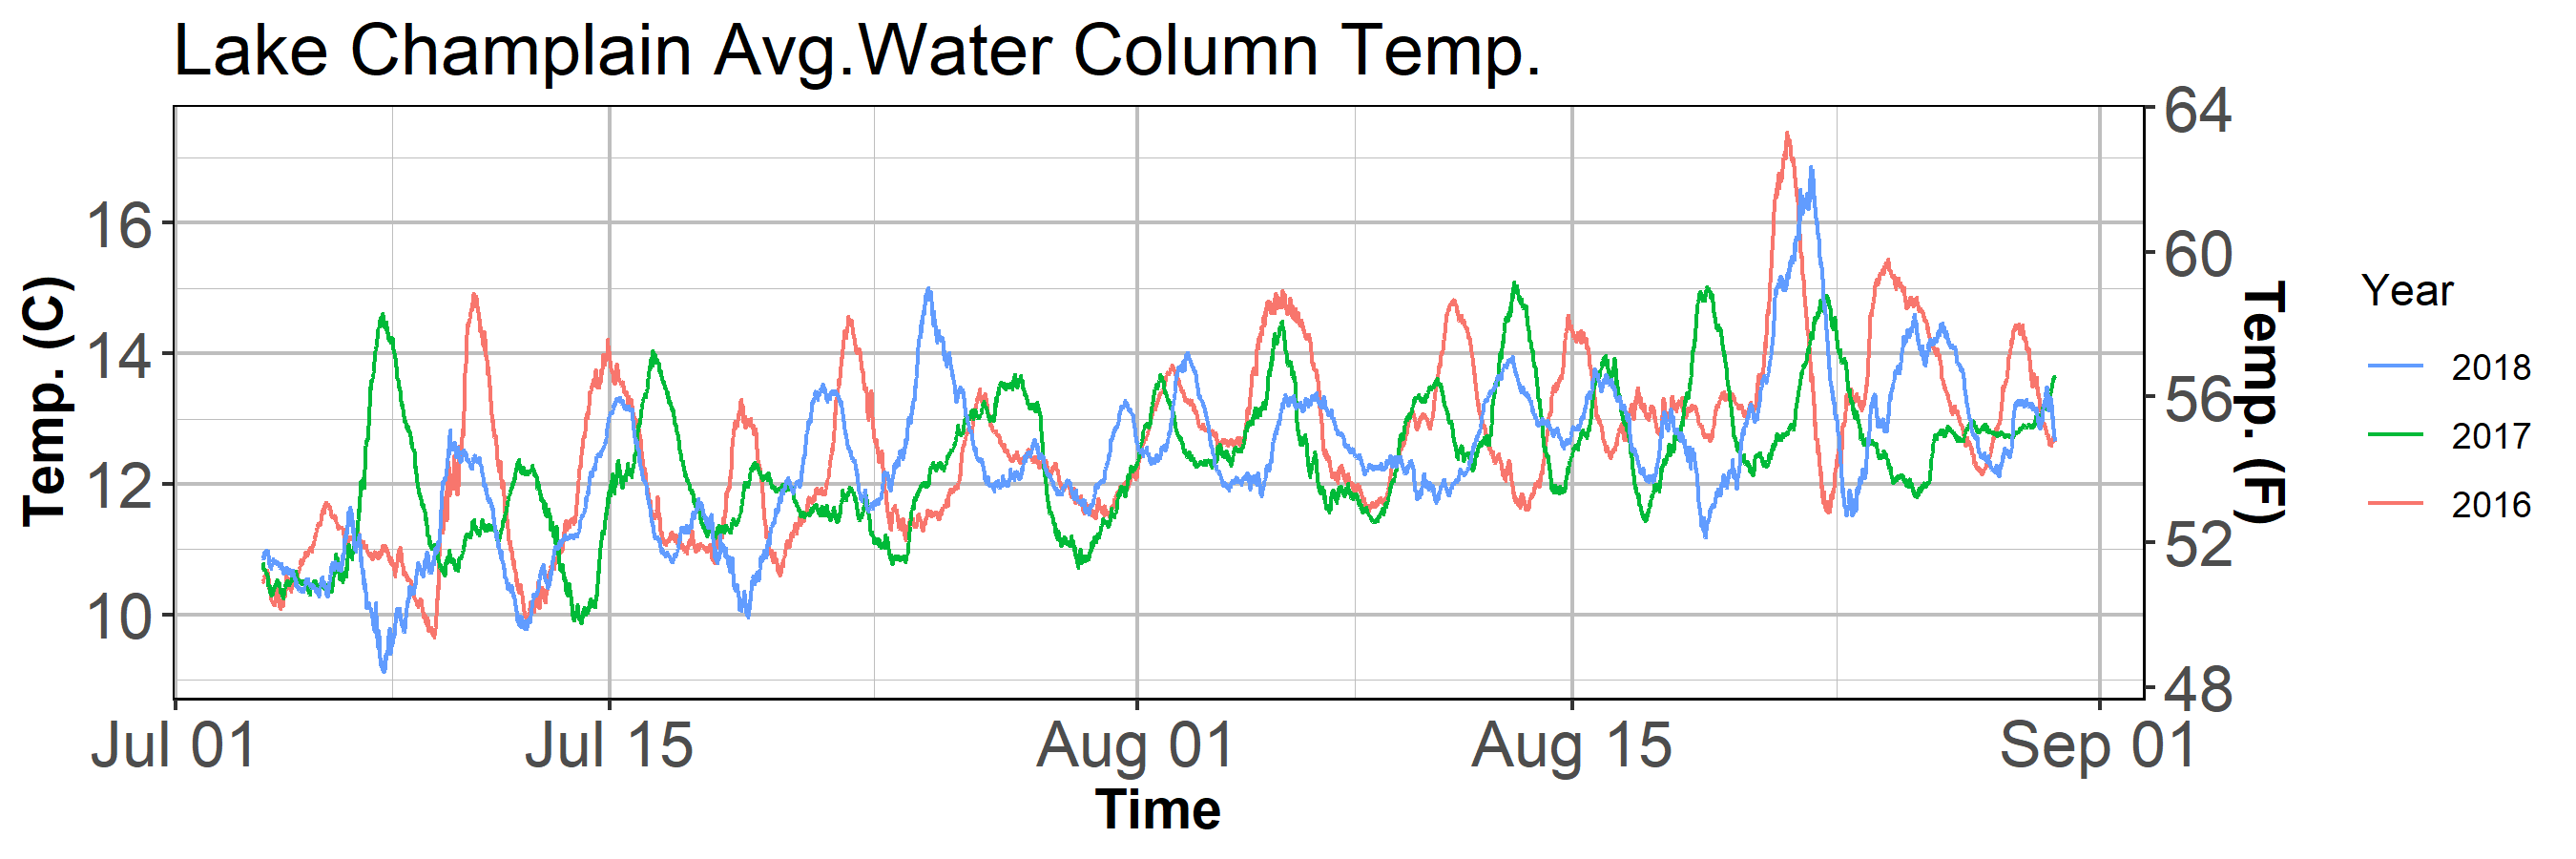 Lake Champlain Avg.Water Column Temp.
Temp. (C)
16
14
12
10
64
60
56
52
48
Temp. (F)
Jul 01
Jul 15
Aug 01
Aug 15
Sep 01
Time
Year
2018
2017
2016